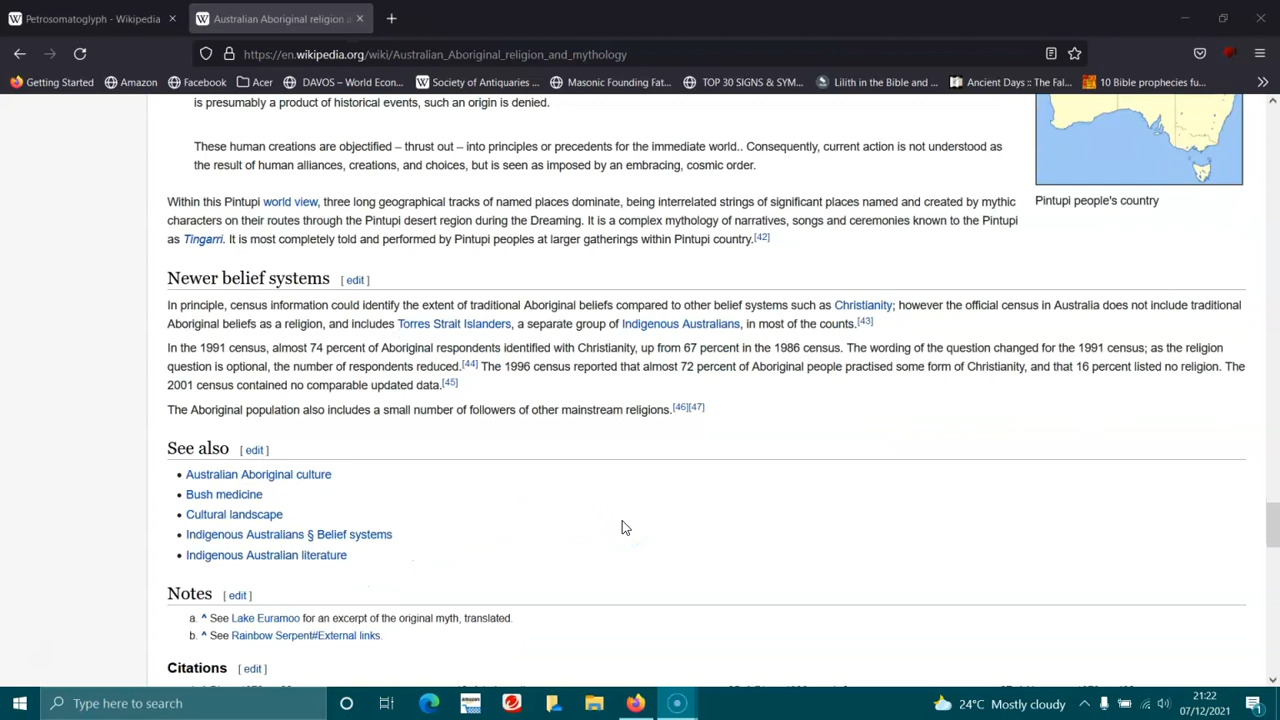 Petrosomatoglyph - Wikipedia
Australian Aboriginal religion a
https://en.wikipedia.org/wiki/Australian_Aboriginal_religion_and_mythology
Getting Started Amazon Facebook Acer DAVOS – World Econ... Society of Antiquaries ... Masonic Founding Fat... TOP 30 SIGNS & SYM... Lilith in the Bible and ... Ancient Days :: The Fal... 10 Bible prophecies fu...
is presumably a product of historical events, such an origin is denied.
These human creations are objectified – thrust out – into principles or precedents for the immediate world.. Consequently, current action is not understood as
the result of human alliances, creations, and choices, but is seen as imposed by an embracing, cosmic order.
Within this Pintupi world view, three long geographical tracks of named places dominate, being interrelated strings of significant places named and created by mythic
characters on their routes through the Pintupi desert region during the Dreaming. It is a complex mythology of narratives, songs and ceremonies known to the Pintupi
as Tingarri. It is most completely told and performed by Pintupi peoples at larger gatherings within Pintupi country.[42]
Pintupi people's country
Newer belief systems [ edit ]
In principle, census information could identify the extent of traditional Aboriginal beliefs compared to other belief systems such as Christianity; however the official census in Australia does not include traditional
Aboriginal beliefs as a religion, and includes Torres Strait Islanders, a separate group of Indigenous Australians, in most of the counts.[43]
In the 1991 census, almost 74 percent of Aboriginal respondents identified with Christianity, up from 67 percent in the 1986 census. The wording of the question changed for the 1991 census; as the religion
question is optional, the number of respondents reduced.[44] The 1996 census reported that almost 72 percent of Aboriginal people practised some form of Christianity, and that 16 percent listed no religion. The
2001 census contained no comparable updated data.[45]
The Aboriginal population also includes a small number of followers of other mainstream religions.[46][47]
See also [ edit ]
• Australian Aboriginal culture
• Bush medicine
• Cultural landscape
• Indigenous Australians § Belief systems
• Indigenous Australian literature
Notes [ edit ]
a. ^ See Lake Euramoo for an excerpt of the original myth, translated.
b. ^ See Rainbow Serpent#External links.
Citations [ edit ]
Type here to search
amazon
24°C Mostly cloudy
21:22
07/12/2021
1